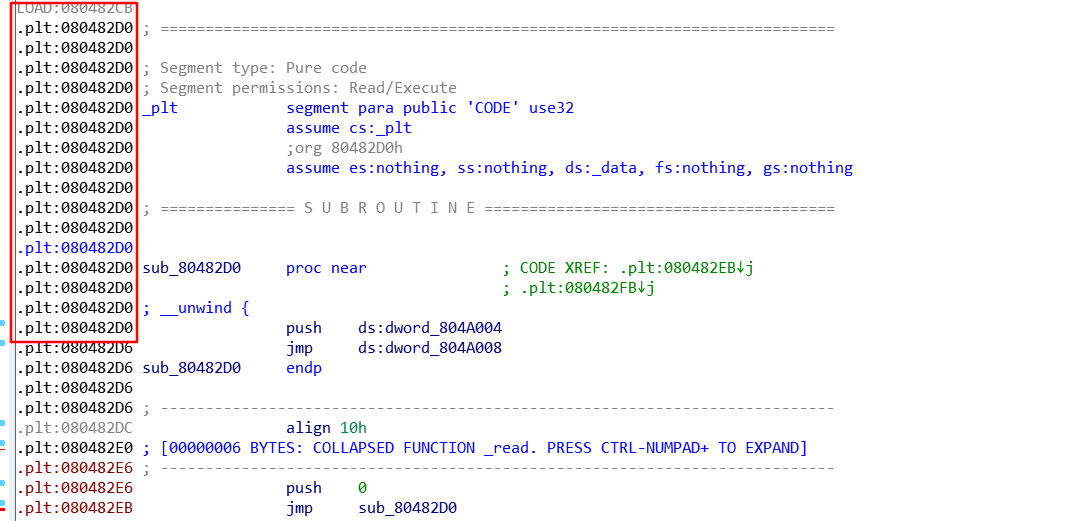 LOAD:080482CB
.plt:080482D0 ; ===========================================================================
.plt:080482D0
.plt:080482D0 ; Segment type: Pure code
.plt:080482D0 ; Segment permissions: Read/Execute
.plt:080482D0 _plt            segment para public 'CODE' use32
.plt:080482D0                 assume cs:_plt
.plt:080482D0                 ;org 80482D0h
.plt:080482D0                 assume es:nothing, ss:nothing, ds:_data, fs:nothing, gs:nothing
.plt:080482D0
.plt:080482D0 ; =============== S U B R O U T I N E =======================================
.plt:080482D0
.plt:080482D0
.plt:080482D0 sub_80482D0     proc near               ; CODE XREF: .plt:080482EB↓j
.plt:080482D0                                         ; .plt:080482FB↓j
.plt:080482D0 ; __unwind {
.plt:080482D0                 push    ds:dword_804A004
.plt:080482D6                 jmp     ds:dword_804A008
.plt:080482D6 sub_80482D0     endp
.plt:080482D6
.plt:080482D6 ; ---------------------------------------------------------------------------
.plt:080482DC                 align 10h
.plt:080482E0 ; [00000006 BYTES: COLLAPSED FUNCTION _read. PRESS CTRL-NUMPAD+ TO EXPAND]
.plt:080482E6 ; ---------------------------------------------------------------------------
.plt:080482E6                 push    0
.plt:080482EB                 jmp     sub_80482D0